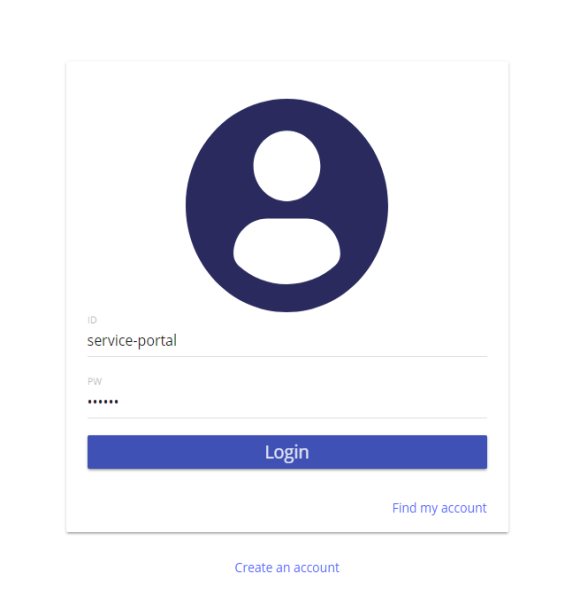 ID
service-portal
PW
••••••
Login
Find my account
Create an account